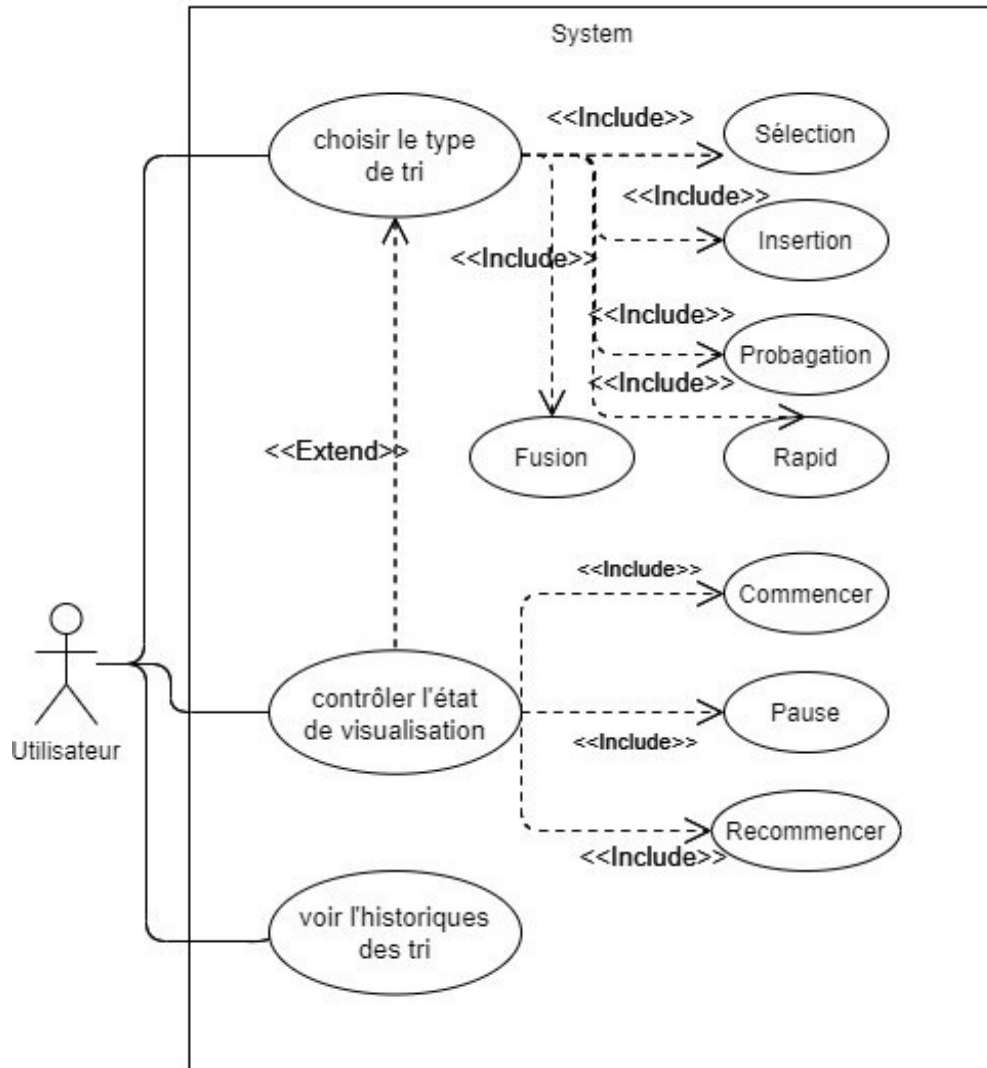 System
choisir le type
de tri
<<Include>>
Sélection
<<Include>>
Insertion
<<Include>>
<<Include>>
Probagation
<<Include>>
Fusion
Rapid
<<Extend>>
<<Include>>
Commencer
contrôler l'état
de visualisation
<<Include>>
Pause
Utilisateur
<<Include>>
Recommencer
voir l'historiques
des tri